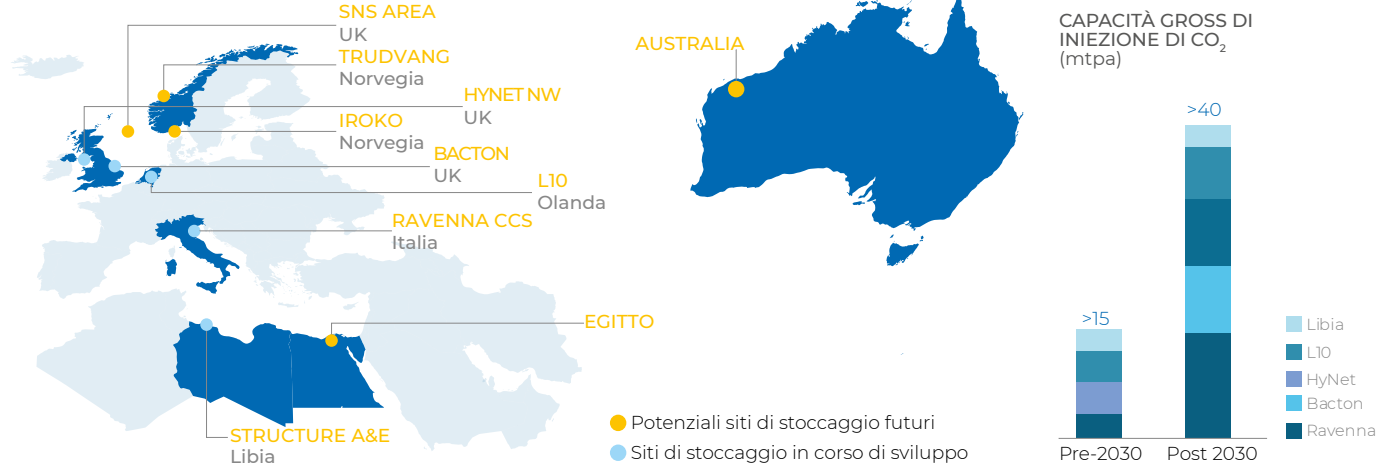 SNS AREA
UK
TRUDVANG
Norvegia
HYNET NW
UK
IROKO
Norvegia
BACTON
UK
L10
Olanda
RAVENNA CCS
Italia
EGITTO
STRUCTURE A&E
Libia
AUSTRALIA
Potenziali siti di stoccaggio futuri
Siti di stoccaggio in corso di sviluppo
CAPACITÀ GROSS DI
INIEZIONE DI CO₂
(mtpa)
>40
>15
Libia
L10
HyNet
Bacton
Ravenna
Pre-2030
Post 2030